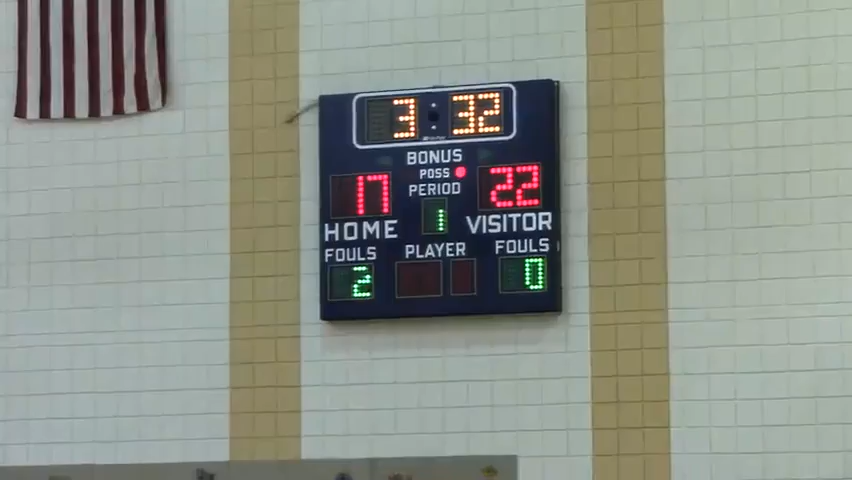 3:32
BONUS
POSS
PERIOD
17 1 22
HOME VISITOR
FOULS PLAYER FOULS
2 0